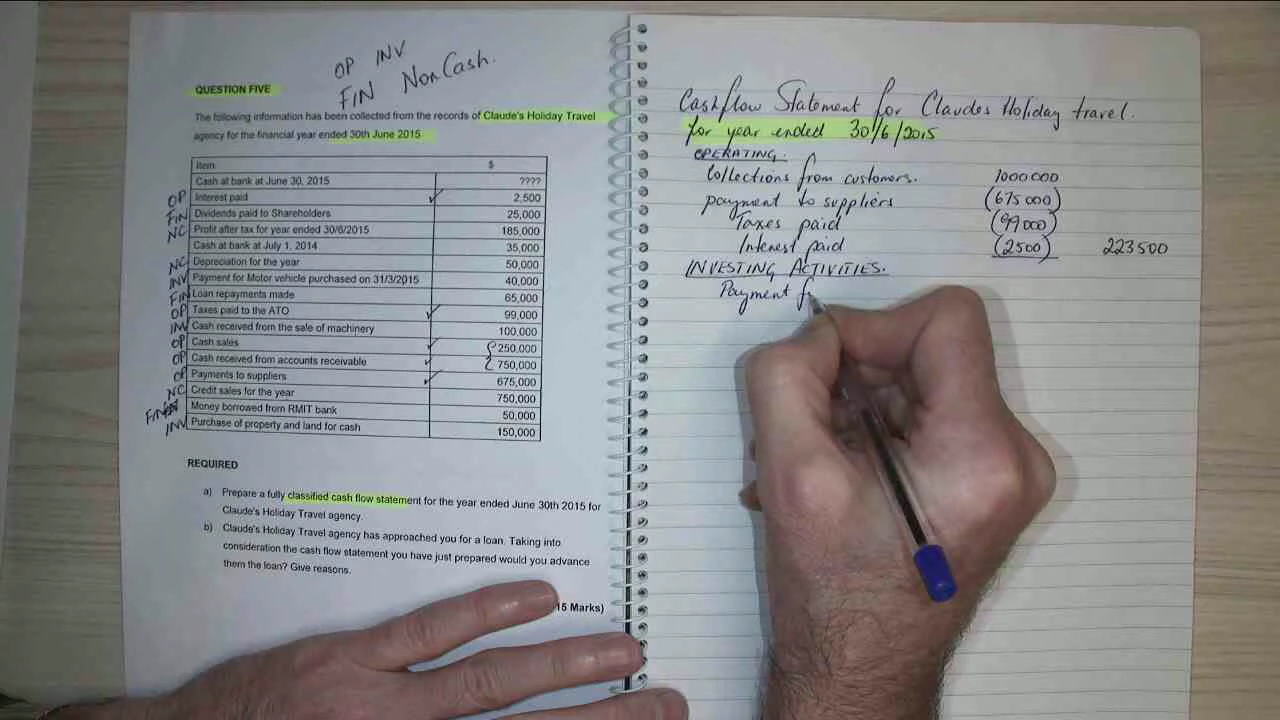 OP INV
FIN NonCash.
QUESTION FIVE
The following information has been collected from the records of Claude's Holiday Travel
agency for the financial year ended 30th June 2015
Item $
Cash at bank at June 30, 2015 ????
OP Interest paid 2,500
FIN Dividends paid to Shareholders 25,000
NC Profit after tax for year ended 30/6/2015 185,000
Cash at bank at July 1, 2014 35,000
NC Depreciation for the year 50,000
INV Payment for Motor vehicle purchased on 31/3/2015 40,000
FIN Loan repayments made 65,000
OP Taxes paid to the ATO 99,000
INV Cash received from the sale of machinery 100,000
OP Cash sales 250,000
OP Cash received from accounts receivable 750,000
OP Payments to suppliers 675,000
NC Credit sales for the year 750,000
FIN Money borrowed from RMIT bank 50,000
INV Purchase of property and land for cash 150,000
REQUIRED
a) Prepare a fully classified cash flow statement for the year ended June 30th 2015 for
Claude's Holiday Travel agency.
b) Claude's Holiday Travel agency has approached you for a loan. Taking into
consideration the cash flow statement you have just prepared would you advance
them the loan? Give reasons.
15 Marks)
Cashflow Statement for Claudes Holiday travel.
for year ended 30/6/2015
OPERATING.
Collections from customers. 1000000
payment to suppliers (675000)
Taxes paid (99000)
Interest paid (2500) 223500
INVESTING ACTIVITIES.
Payment f